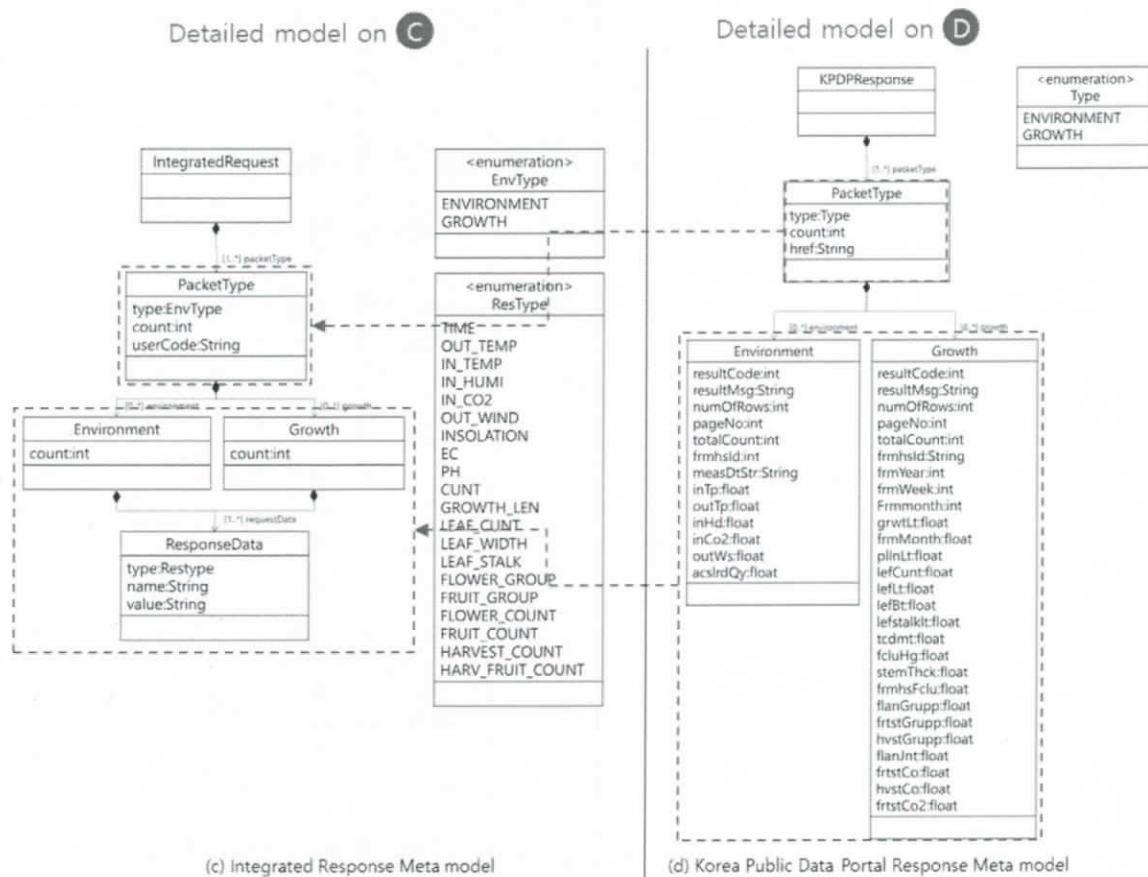 Detailed model on C
IntegratedRequest
[1..*] packetType
PacketType
type:EnvType
count:int
userCode:String
[0..*] environment
[0..*] growth
Environment
count:int
Growth
count:int
[1..*] requestData
ResponseData
type:Restype
name:String
value:String
<enumeration>
EnvType
ENVIRONMENT
GROWTH
<enumeration>
ResType
TIME
OUT_TEMP
IN_TEMP
IN_HUMI
IN_CO2
OUT_WIND
INSOLATION
EC
PH
CUNT
GROWTH_LEN
LEAF_CUNT
LEAF_WIDTH
LEAF_STALK
FLOWER_GROUP
FRUIT_GROUP
FLOWER_COUNT
FRUIT_COUNT
HARVEST_COUNT
HARV_FRUIT_COUNT
(c) Integrated Response Meta model
Detailed model on D
KPDPResponse
<enumeration>
Type
ENVIRONMENT
GROWTH
[1..*] packetType
PacketType
type:Type
count:int
href:String
[0..*] environment
[0..*] growth
Environment
resultCode:int
resultMsg:String
numOfRows:int
pageNo:int
totalCount:int
frmhsId:int
measDtStr:String
inTp:float
outTp:float
inHd:float
inCo2:float
outWs:float
acslrdQy:float
Growth
resultCode:int
resultMsg:String
numOfRows:int
pageNo:int
totalCount:int
frmhsId:String
frmYear:int
frmWeek:int
Frmmonth:int
grwtLt:float
frmMonth:float
pllnLt:float
lefCunt:float
lefLt:float
lefBt:float
lefstalklt:float
tcdmt:float
fcluHg:float
stemThck:float
frmhsFclu:float
flanGrupp:float
frtstGrupp:float
hvstGrupp:float
flanJnt:float
frtstCo:float
hvstCo:float
frtstCo2:float
(d) Korea Public Data Portal Response Meta model